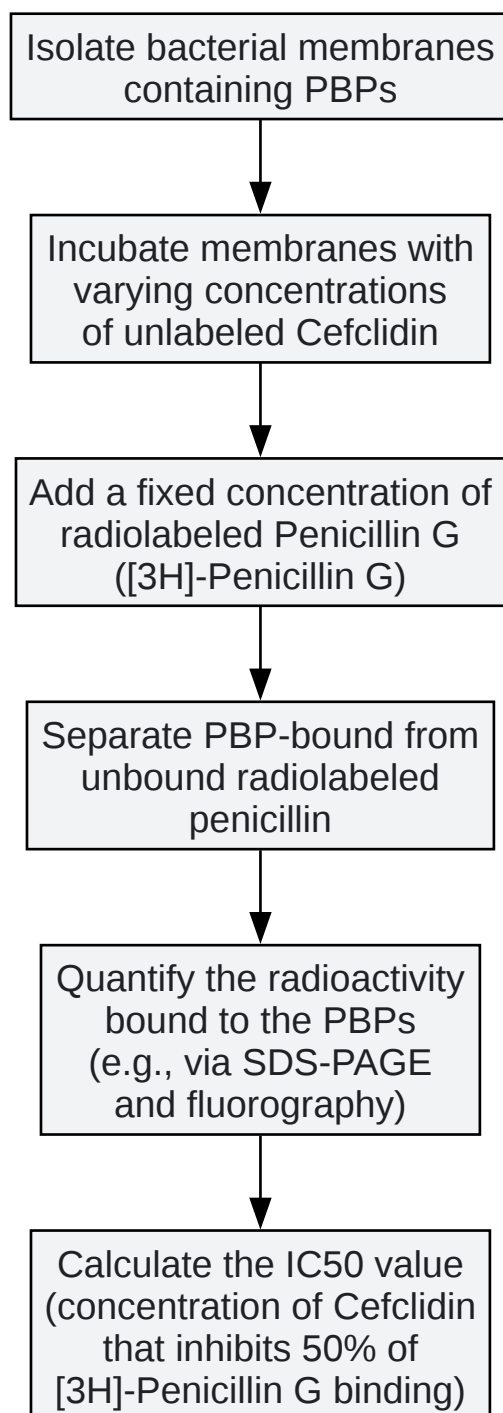 Isolate bacterial membranes
containing PBPs
Incubate membranes with
varying concentrations
of unlabeled Cefclidin
Add a fixed concentration of
radiolabeled Penicillin G
([3H]-Penicillin G)
Separate PBP-bound from
unbound radiolabeled
penicillin
Quantify the radioactivity
bound to the PBPs
(e.g., via SDS-PAGE
and fluorography)
Calculate the IC50 value
(concentration of Cefclidin
that inhibits 50% of
[3H]-Penicillin G binding)